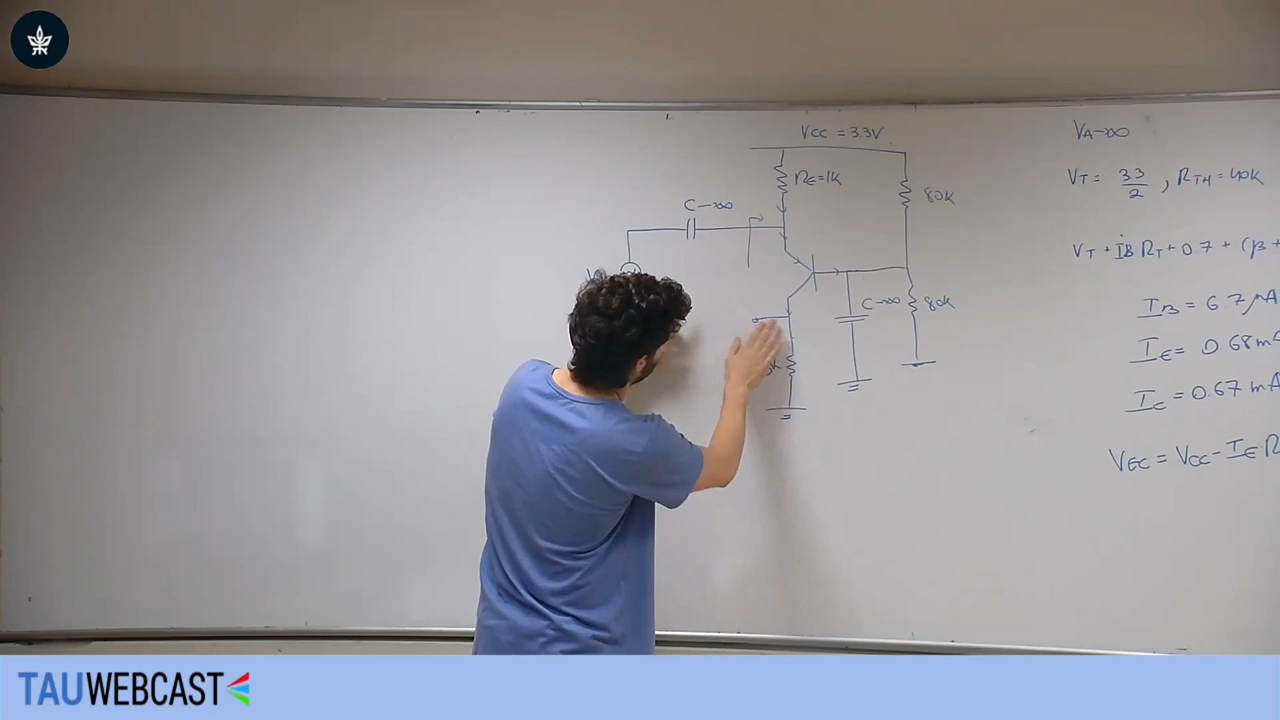 VCC = 3.3V
RE=1K
80K
C→∞
C→∞
80K
VA→∞
VT = 3.3/2 , RTH = 40K
VT + IB RT + 0.7 + (β+
IB = 6.7 μA
IE = 0.68m
IC = 0.67 mA
VEC = VCC - IE·R
TAUWEBCAST